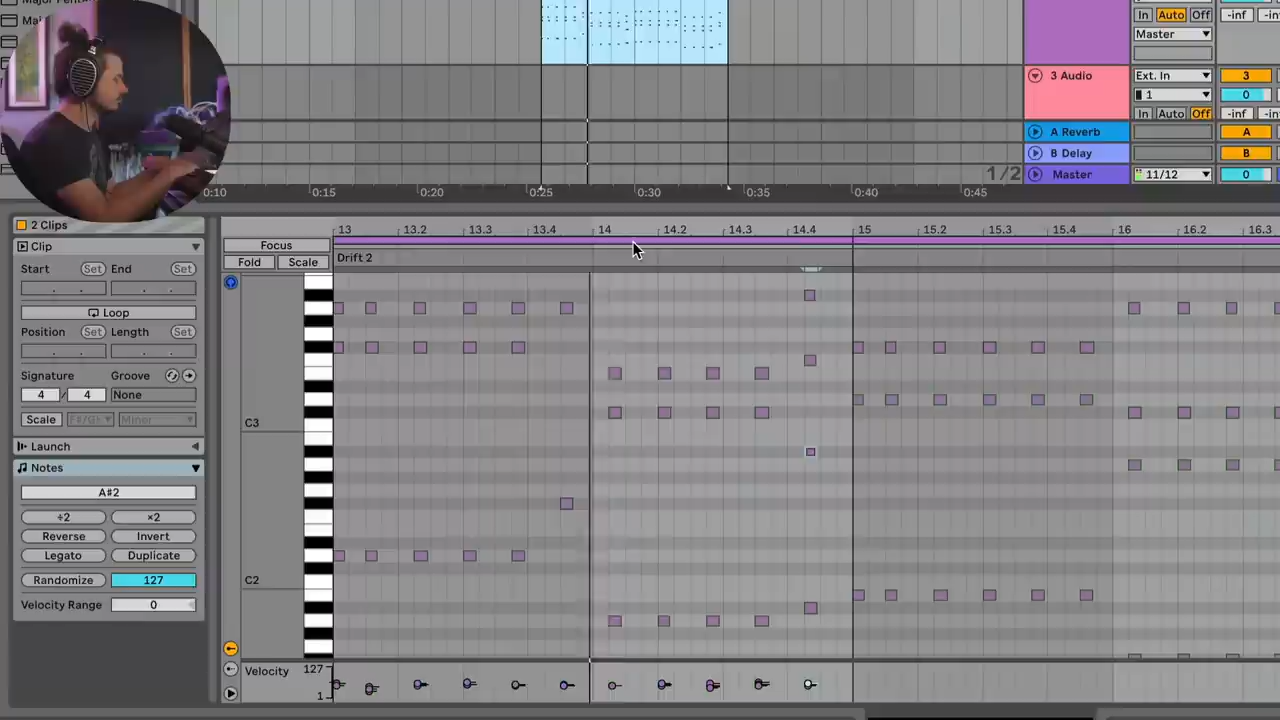 In Auto Off -inf -inf
Master
3 Audio Ext. In 3
1 0
In Auto Off -inf
A Reverb A
B Delay B
1/2 Master 11/12 0
0:10 0:15 0:20 0:25 0:30 0:35 0:40 0:45
2 Clips
Clip
Start Set End Set
Loop
Position Set Length Set
Signature Groove
4 / 4 None
Scale F#/G♭ Minor
Launch
Notes
A#2
÷2 ×2
Reverse Invert
Legato Duplicate
Randomize 127
Velocity Range 0
Focus
Fold Scale
13 13.2 13.3 13.4 14 14.2 14.3 14.4 15 15.2 15.3 15.4 16 16.2 16.3
Drift 2
C3
C2
Velocity 127
1